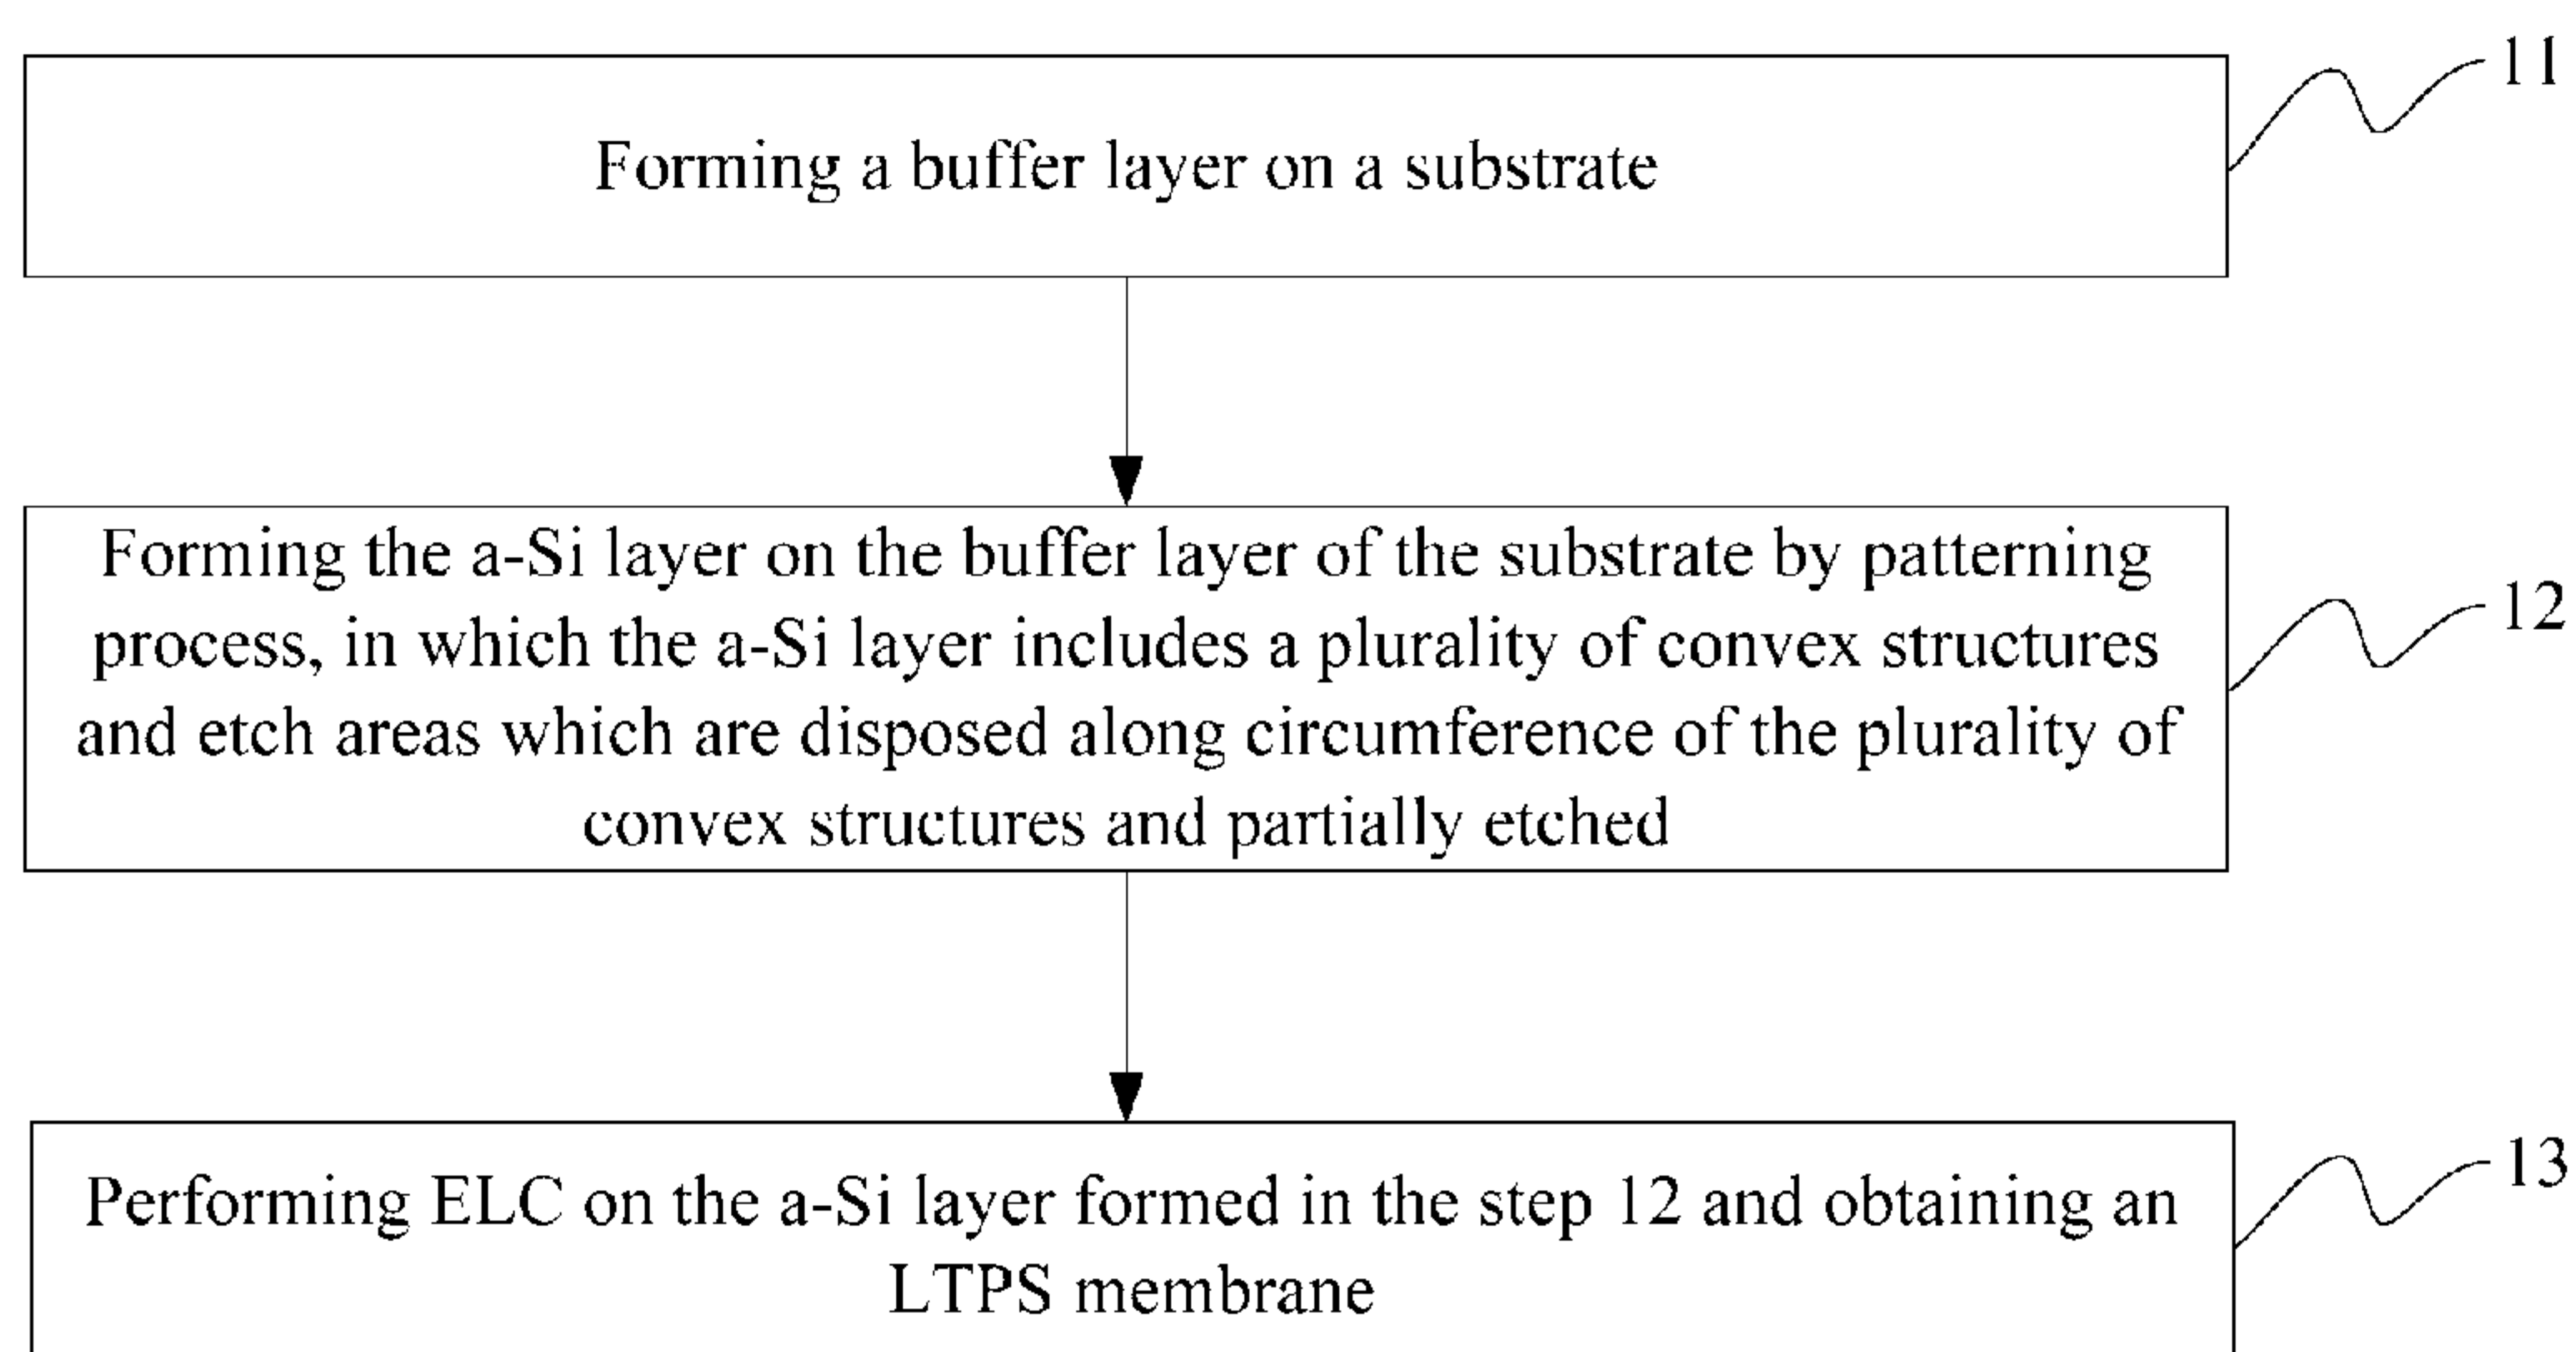 11
Forming a buffer layer on a substrate
Forming the a-Si layer on the buffer layer of the substrate by patterning
process, in which the a-Si layer includes a plurality of convex structures
and etch areas which are disposed along circumference of the plurality of
convex structures and partially etched
12
Performing ELC on the a-Si layer formed in the step 12 and obtaining an
LTPS membrane
13